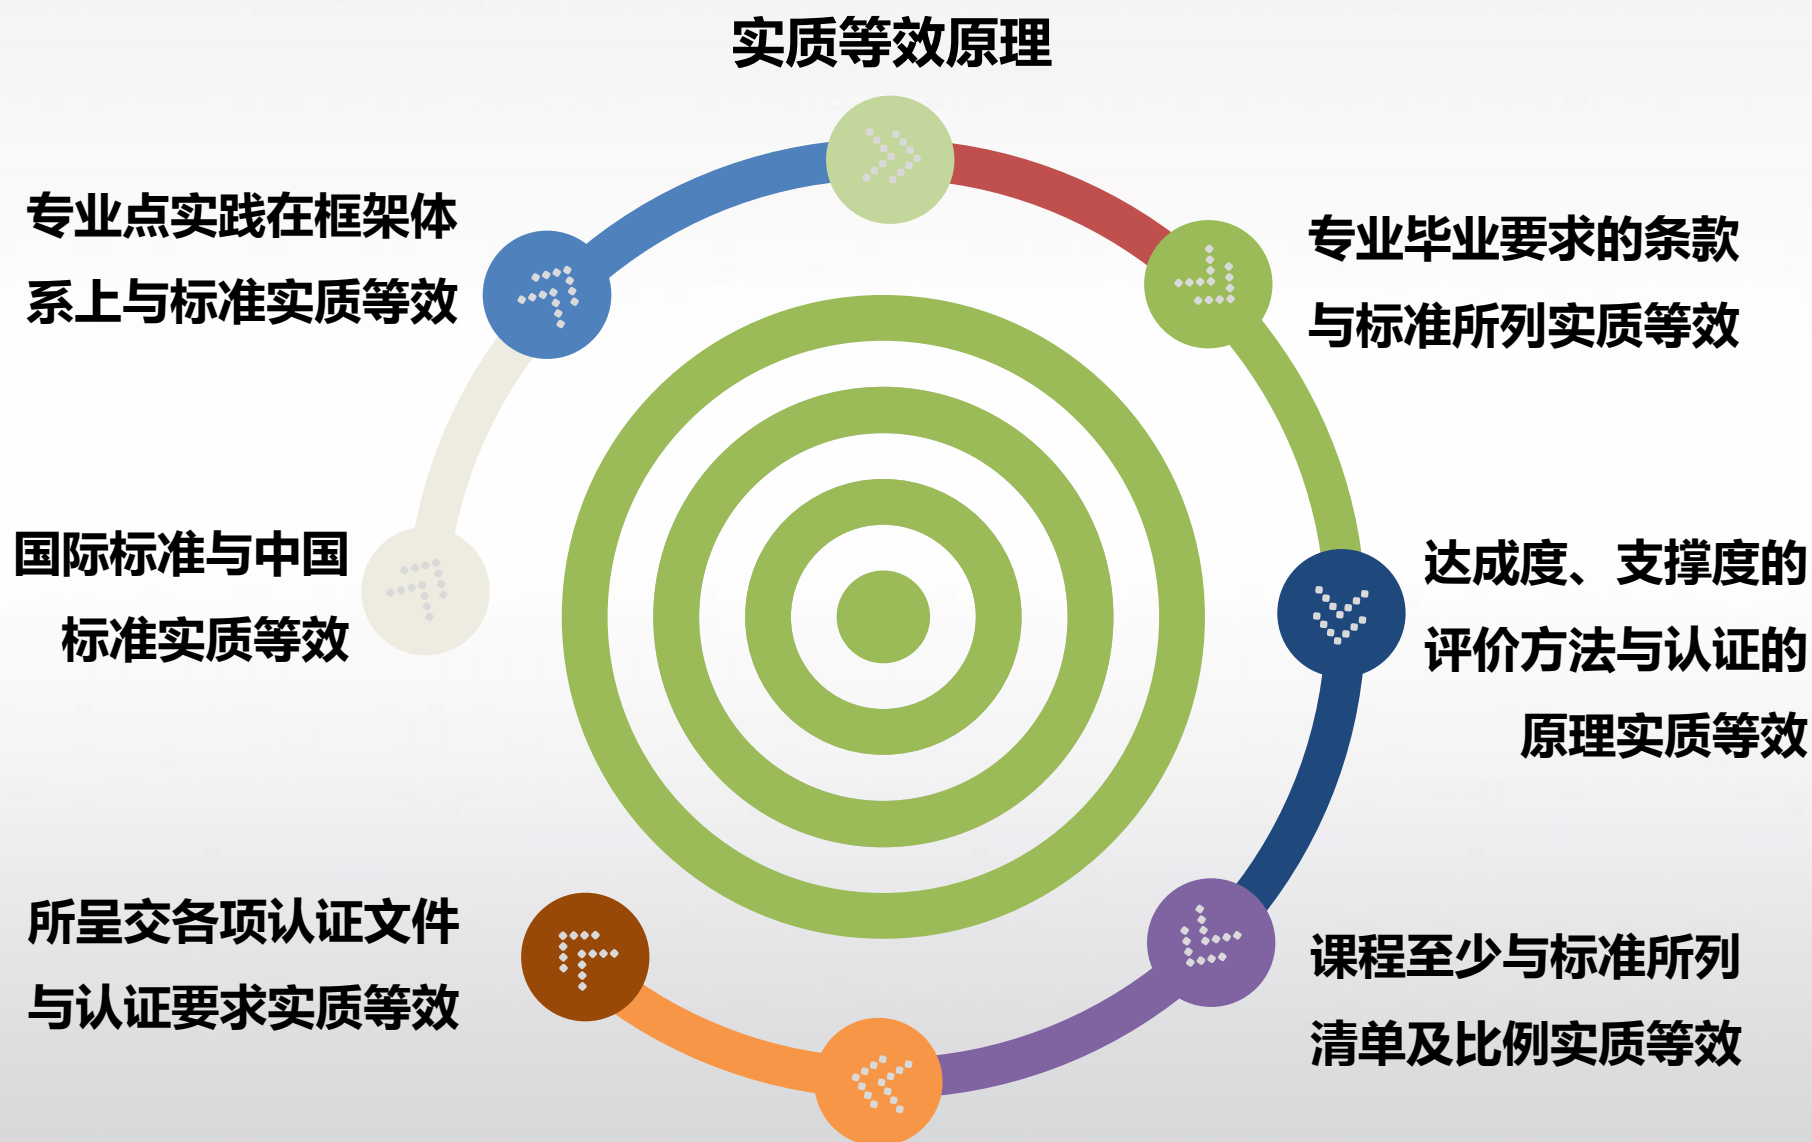 实质等效原理
专业点实践在框架体
系上与标准实质等效
专业毕业要求的条款
与标准所列实质等效
国际标准与中国
标准实质等效
达成度、支撑度的
评价方法与认证的
原理实质等效
所呈交各项认证文件
与认证要求实质等效
课程至少与标准所列
清单及比例实质等效